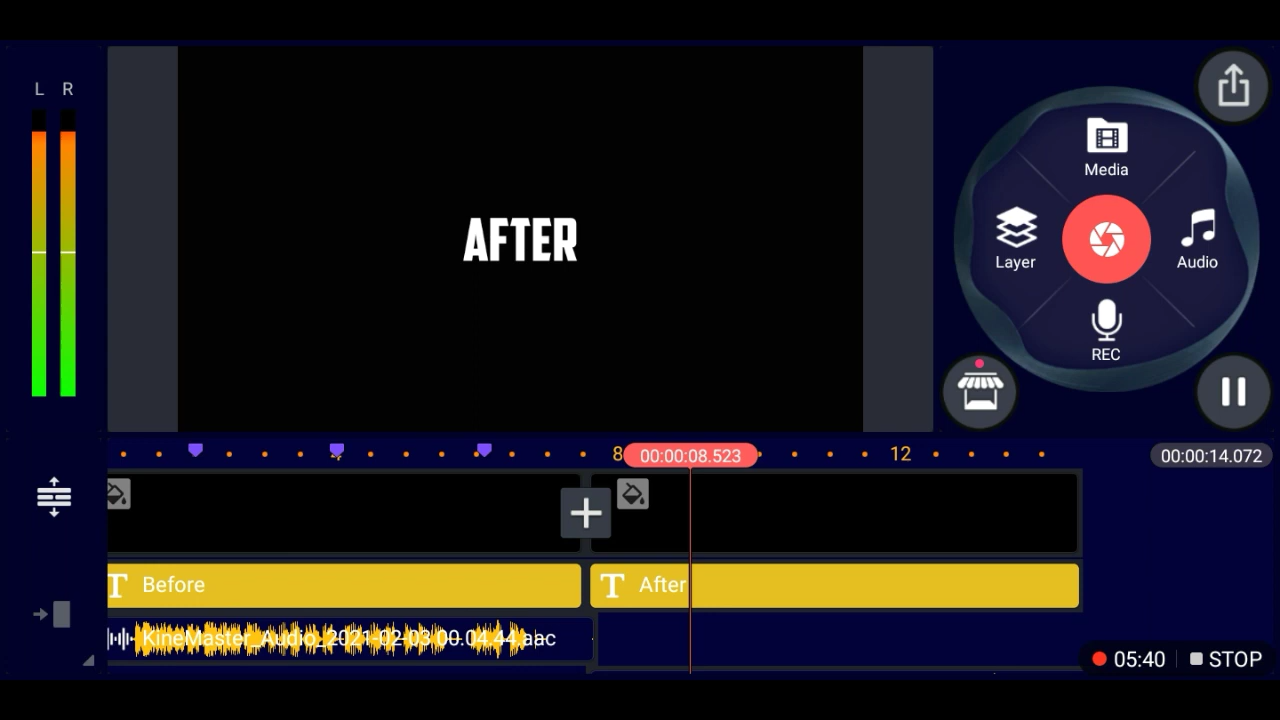 L R
AFTER
Media
Layer
Audio
REC
8
00:00:08.523
12
00:00:14.072
T Before
T After
KineMaster_Audio_2021-02-03 00.04.44.aac
05:40
STOP